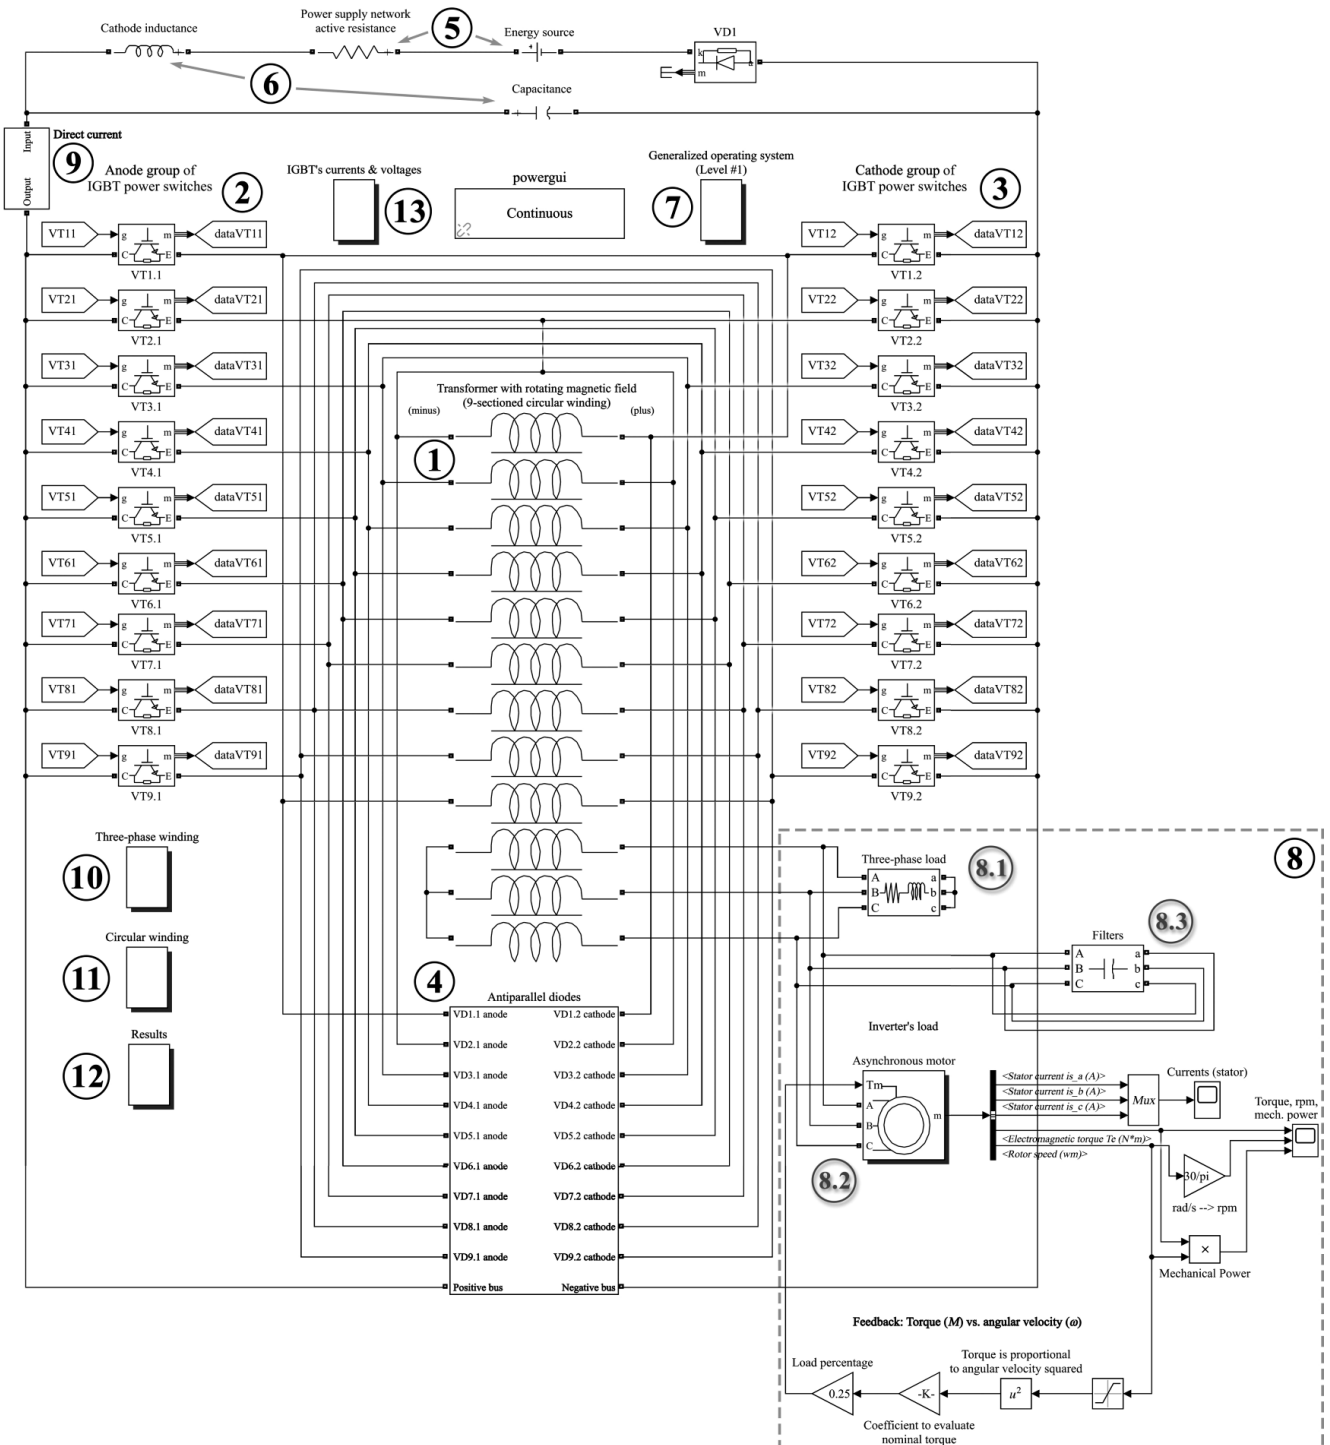 Cathode inductance
Power supply network
active resistance
5
Energy source
VD1
k
a
m
6
Capacitance
Input
Output
Direct current
9
Anode group of
IGBT power switches
2
IGBT's currents & voltages
13
powergui
Continuous
Generalized operating system
(Level #1)
7
Cathode group of
IGBT power switches
3
VT11
g
m
C
E
dataVT11
VT1.1
VT12
g
m
C
E
dataVT12
VT1.2
VT21
g
m
C
E
dataVT21
VT2.1
VT22
g
m
C
E
dataVT22
VT2.2
VT31
g
m
C
E
dataVT31
VT3.1
VT32
g
m
C
E
dataVT32
VT3.2
Transformer with rotating magnetic field
(9-sectioned circular winding)
(minus)
(plus)
1
VT41
g
m
C
E
dataVT41
VT4.1
VT42
g
m
C
E
dataVT42
VT4.2
VT51
g
m
C
E
dataVT51
VT5.1
VT52
g
m
C
E
dataVT52
VT5.2
VT61
g
m
C
E
dataVT61
VT6.1
VT62
g
m
C
E
dataVT62
VT6.2
VT71
g
m
C
E
dataVT71
VT7.1
VT72
g
m
C
E
dataVT72
VT7.2
VT81
g
m
C
E
dataVT81
VT8.1
VT82
g
m
C
E
dataVT82
VT8.2
VT91
g
m
C
E
dataVT91
VT9.1
VT92
g
m
C
E
dataVT92
VT9.2
Three-phase winding
10
Circular winding
11
Results
12
4
Antiparallel diodes
VD1.1 anode VD1.2 cathode
VD2.1 anode VD2.2 cathode
VD3.1 anode VD3.2 cathode
VD4.1 anode VD4.2 cathode
VD5.1 anode VD5.2 cathode
VD6.1 anode VD6.2 cathode
VD7.1 anode VD7.2 cathode
VD8.1 anode VD8.2 cathode
VD9.1 anode VD9.2 cathode
Positive bus Negative bus
8
Three-phase load
8.1
A a
B b
C c
8.3
Filters
A a
B b
C c
Inverter's load
Asynchronous motor
Tm
A
B
C
m
8.2
<Stator current is_a (A)>
<Stator current is_b (A)>
<Stator current is_c (A)>
<Electromagnetic torque Te (N*m)>
<Rotor speed (wm)>
Mux
Currents (stator)
Torque, rpm,
mech. power
30/pi
rad/s --> rpm
×
Mechanical Power
Feedback: Torque (M) vs. angular velocity (ω)
Load percentage
0.25
-K-
Coefficient to evaluate
nominal torque
Torque is proportional
to angular velocity squared
u²